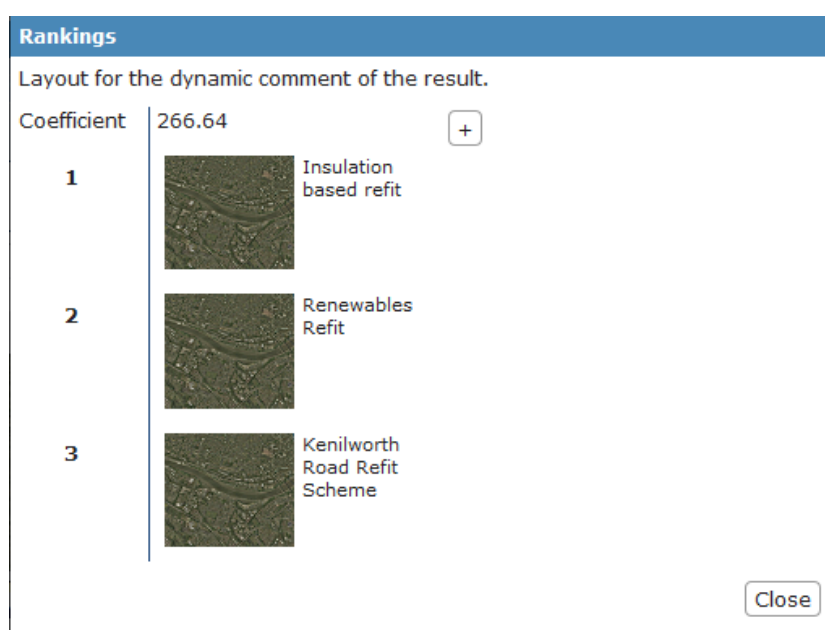 Rankings
Layout for the dynamic comment of the result.
Coefficient 266.64 +
1 Insulation
based refit
2 Renewables
Refit
3 Kenilworth
Road Refit
Scheme
Close